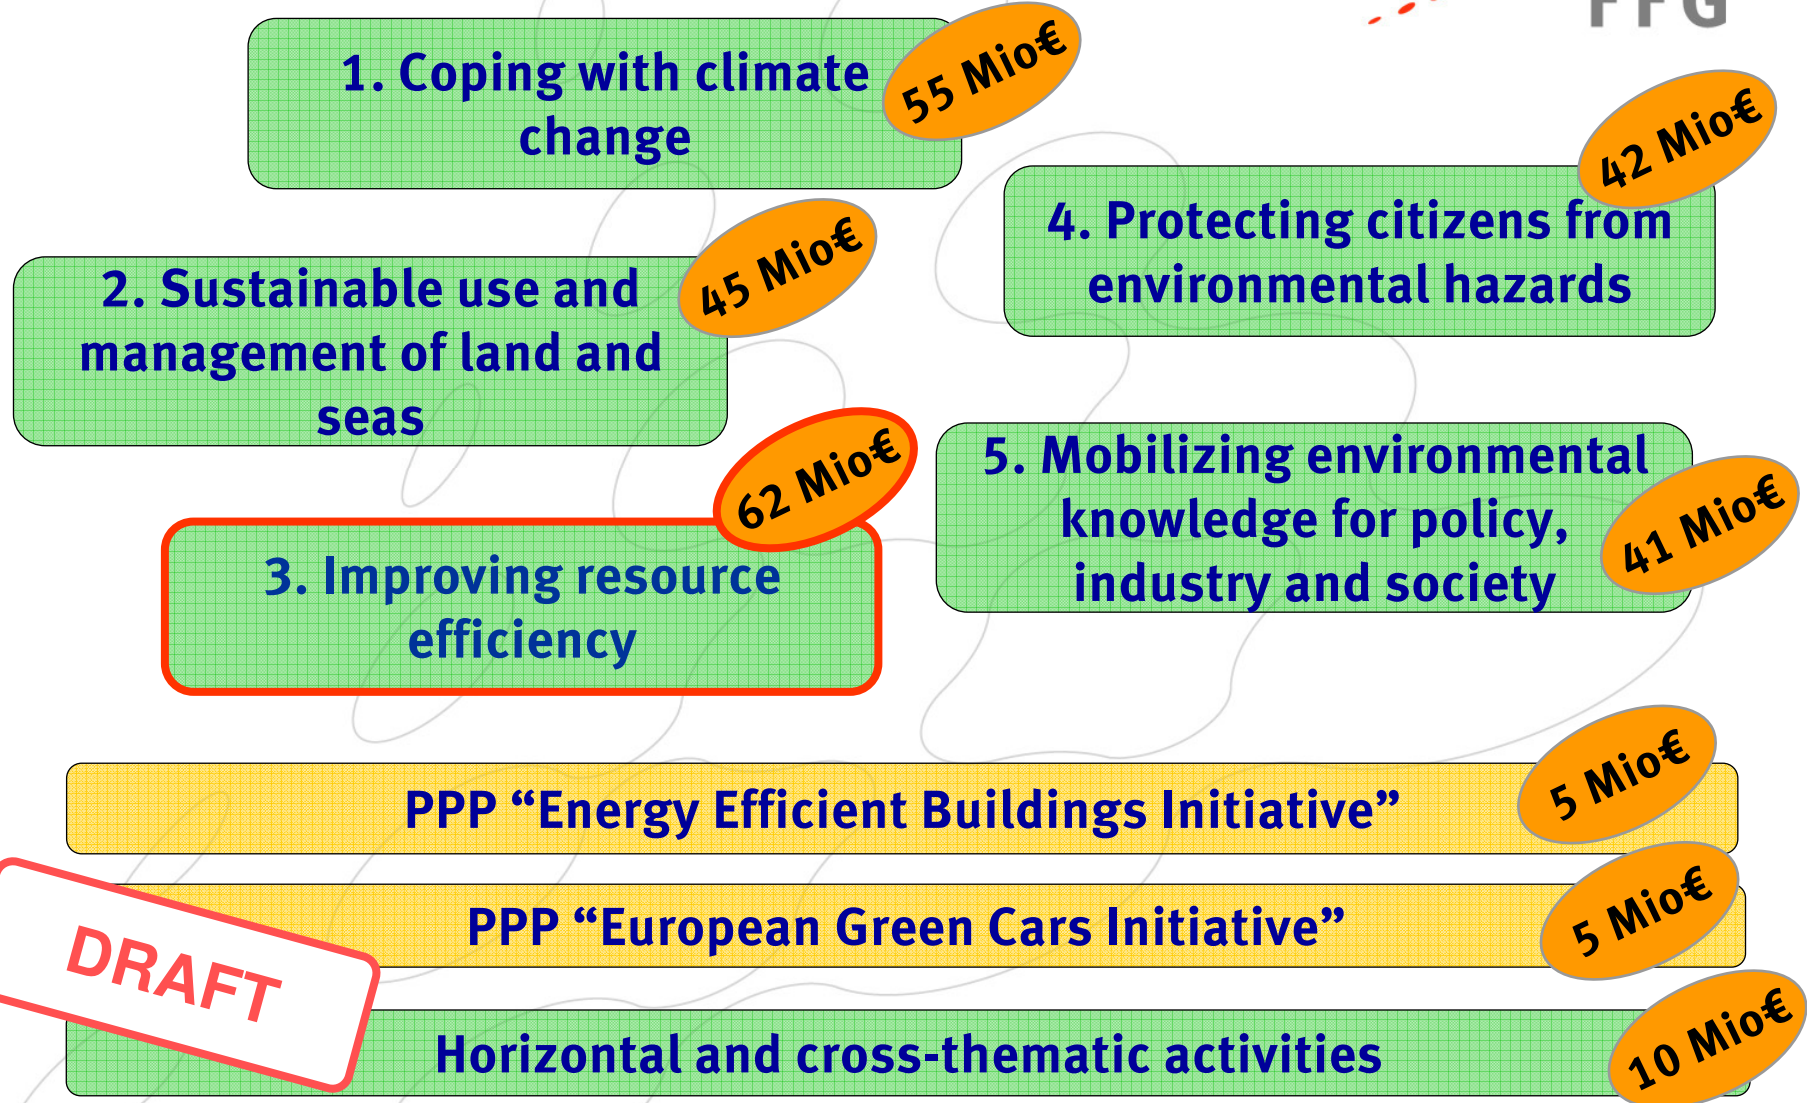 FFG
1. Coping with climate
change
55 Mio€
42 Mio€
4. Protecting citizens from
environmental hazards
45 Mio€
2. Sustainable use and
management of land and
seas
62 Mio€
3. Improving resource
efficiency
5. Mobilizing environmental
knowledge for policy,
industry and society
41 Mio€
PPP “Energy Efficient Buildings Initiative”
5 Mio€
PPP “European Green Cars Initiative”
5 Mio€
DRAFT
Horizontal and cross-thematic activities
10 Mio€